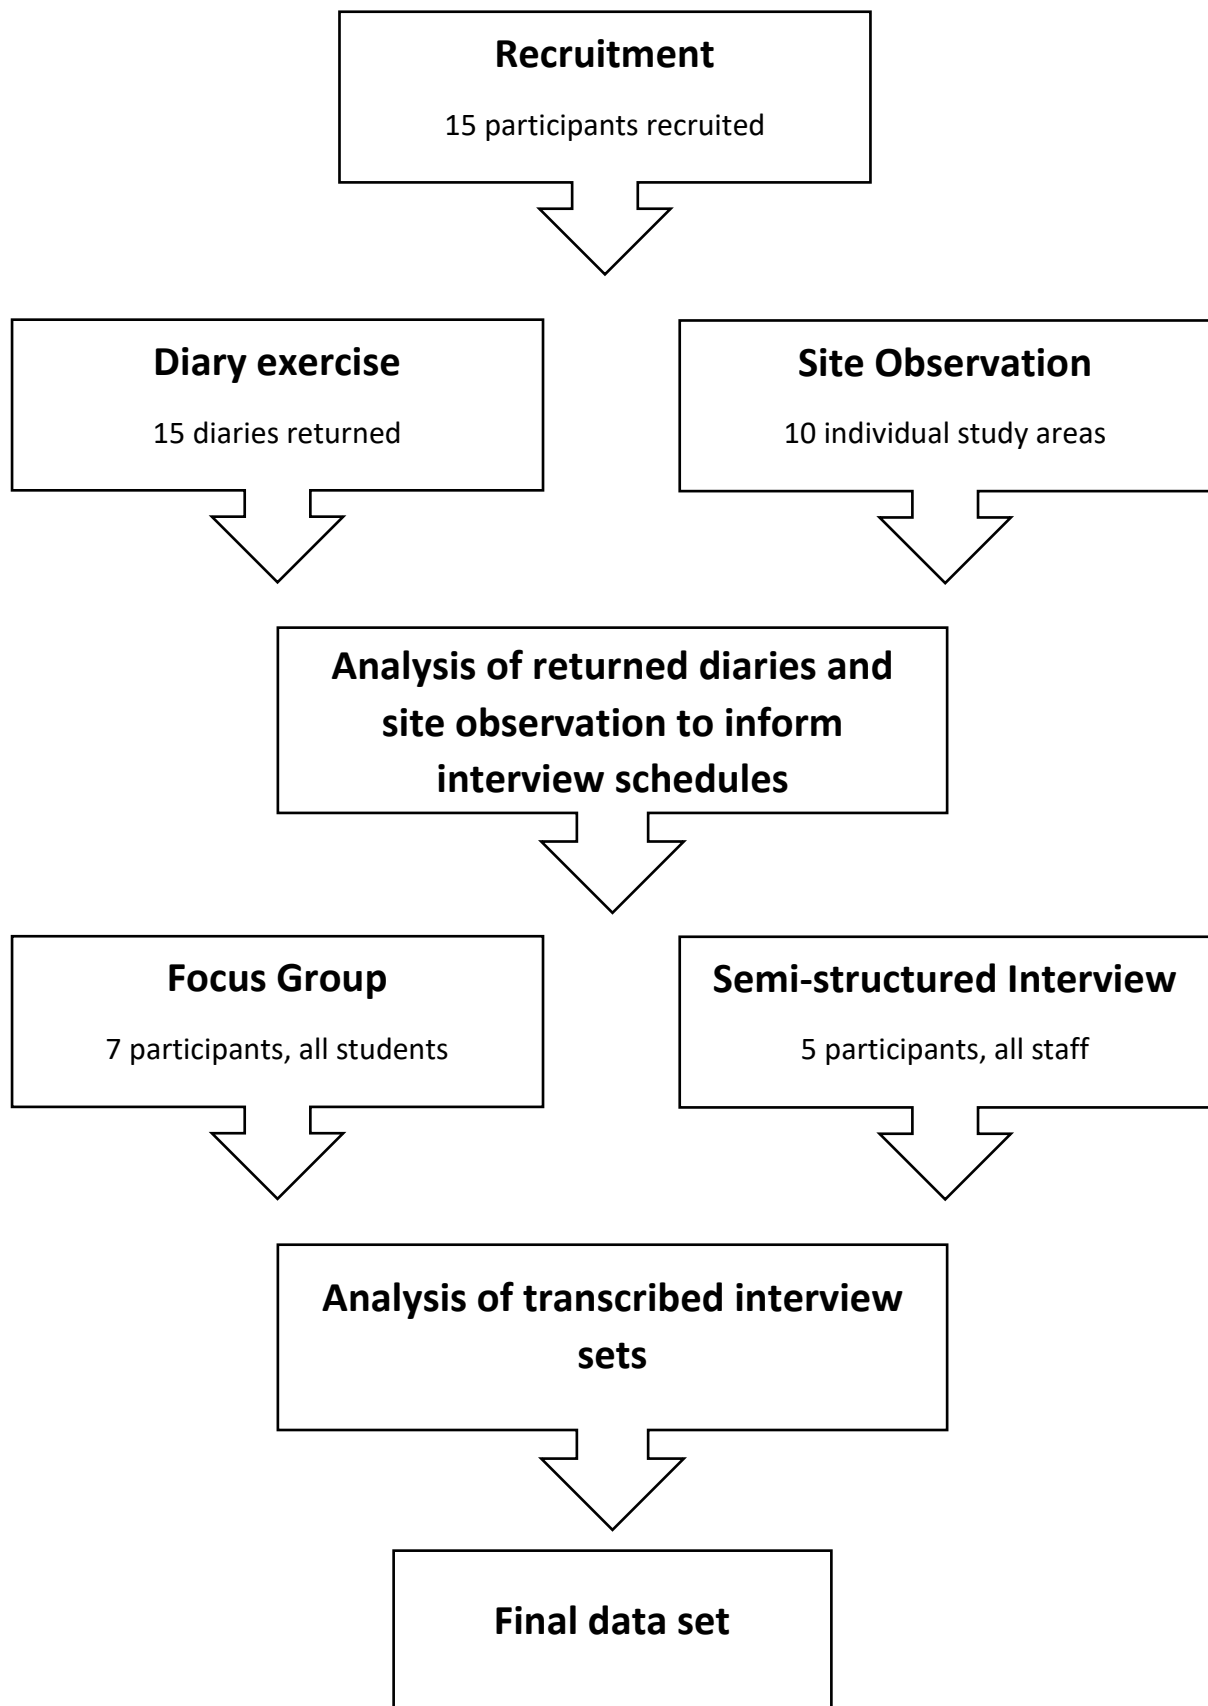 Recruitment
15 participants recruited
Diary exercise
15 diaries returned
Site Observation
10 individual study areas
Analysis of returned diaries and
site observation to inform
interview schedules
Focus Group
7 participants, all students
Semi-structured Interview
5 participants, all staff
Analysis of transcribed interview
sets
Final data set